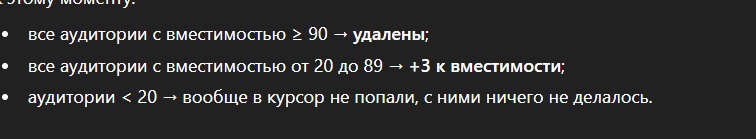 к этому моменту:
• все аудитории с вместимостью ≥ 90 → удалены;
• все аудитории с вместимостью от 20 до 89 → +3 к вместимости;
• аудитории < 20 → вообще в курсор не попали, с ними ничего не делалось.